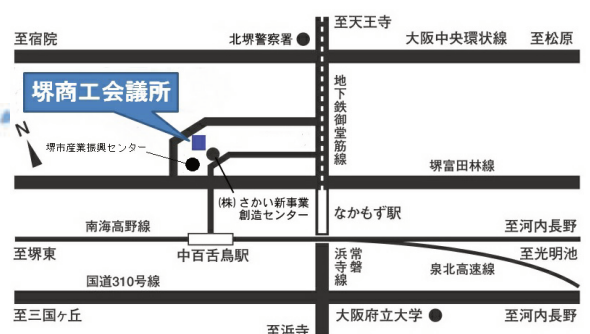 至天王寺
至宿院
北堺警察署
大阪中央環状線
至松原
堺商工会議所
地下鉄御堂筋線
N
堺市産業振興センター
堺富田林線
(株)さかい新事業
創造センター
なかもず駅
南海高野線
至河内長野
至堺東
中百舌鳥駅
常磐
浜寺線
至光明池
泉北高速線
国道310号線
至三国ヶ丘
至浜寺
大阪府立大学
至河内長野